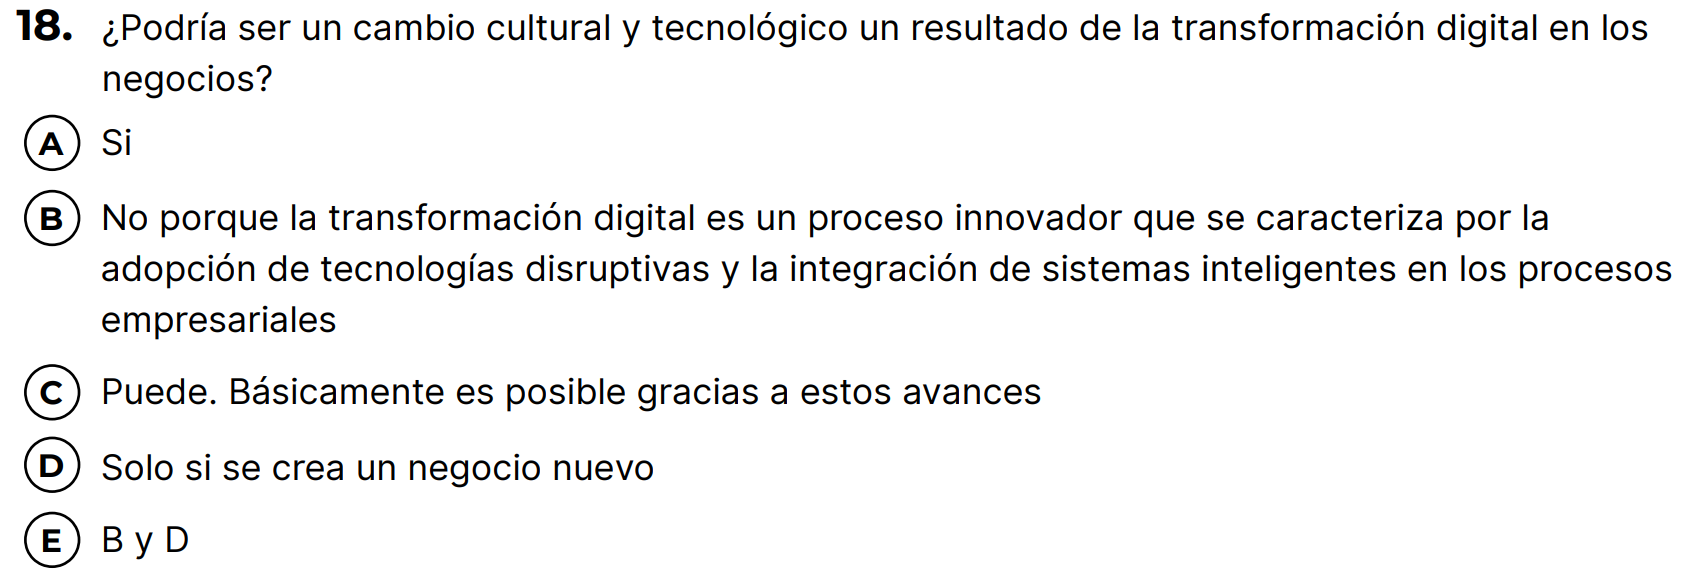 18. ¿Podría ser un cambio cultural y tecnológico un resultado de la transformación digital en los
negocios?
A Si
B No porque la transformación digital es un proceso innovador que se caracteriza por la
adopción de tecnologías disruptivas y la integración de sistemas inteligentes en los procesos
empresariales
C Puede. Básicamente es posible gracias a estos avances
D Solo si se crea un negocio nuevo
E B y D